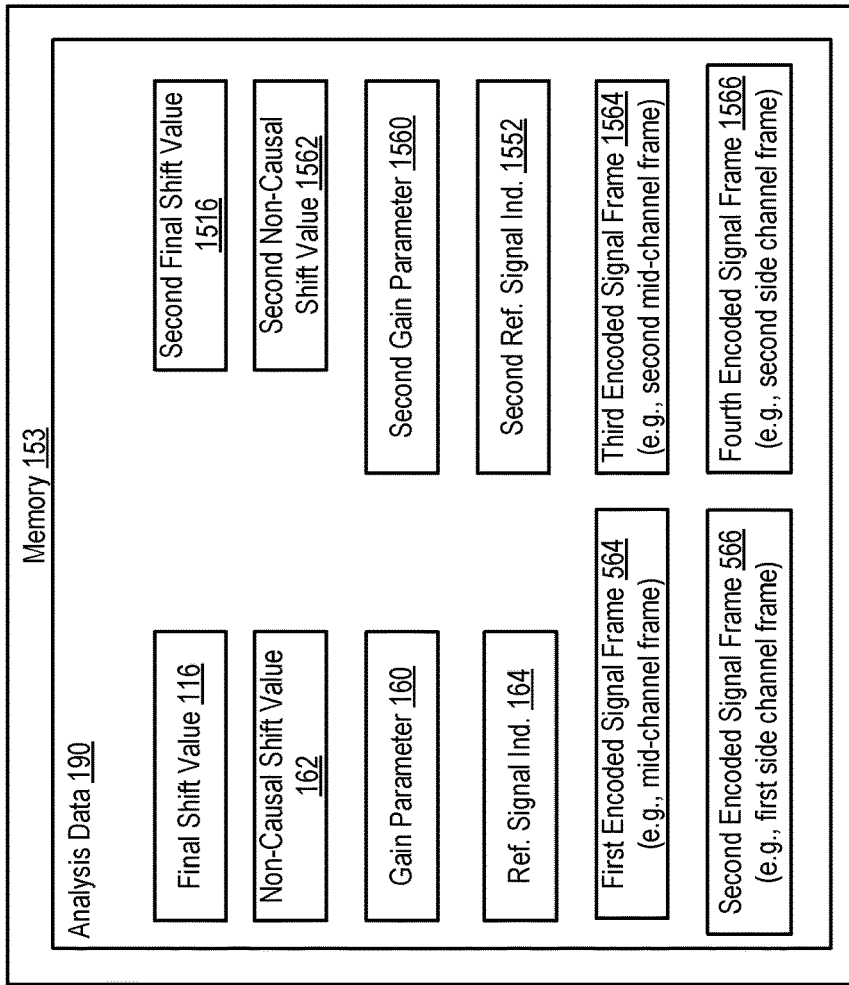 Memory 153
Analysis Data 190
Final Shift Value 116
Second Final Shift Value
1516
Non-Causal Shift Value
162
Second Non-Causal
Shift Value 1562
Gain Parameter 160
Second Gain Parameter 1560
Ref. Signal Ind. 164
Second Ref. Signal Ind. 1552
First Encoded Signal Frame 564
(e.g., mid-channel frame)
Third Encoded Signal Frame 1564
(e.g., second mid-channel frame)
Second Encoded Signal Frame 566
(e.g., first side channel frame)
Fourth Encoded Signal Frame 1566
(e.g., second side channel frame)